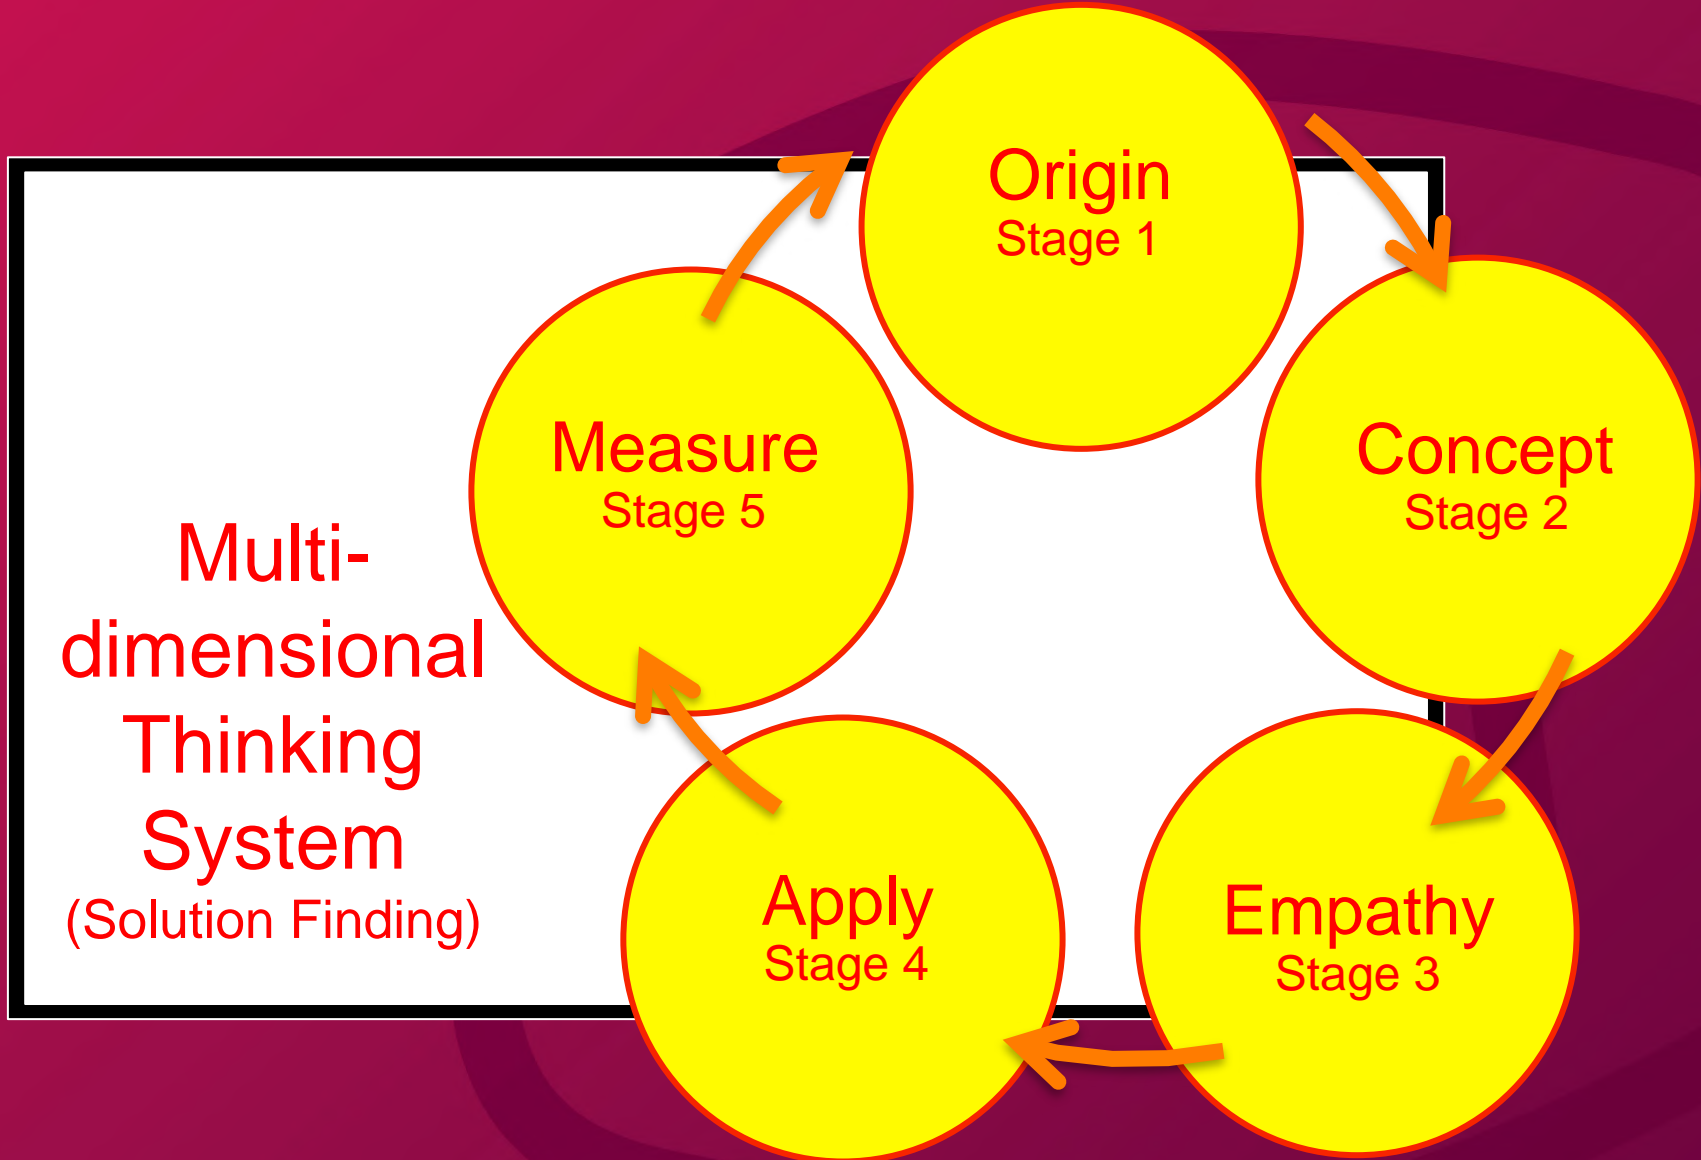 Origin
Stage 1
Concept
Stage 2
Empathy
Stage 3
Apply
Stage 4
Measure
Stage 5
Multi-
dimensional
Thinking
System
(Solution Finding)